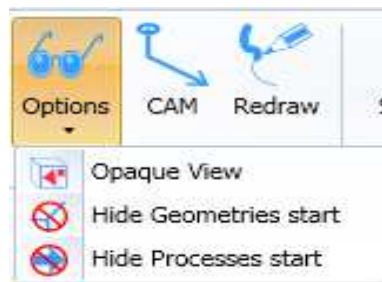 Options CAM Redraw
Opaque View
Hide Geometries start
Hide Processes start